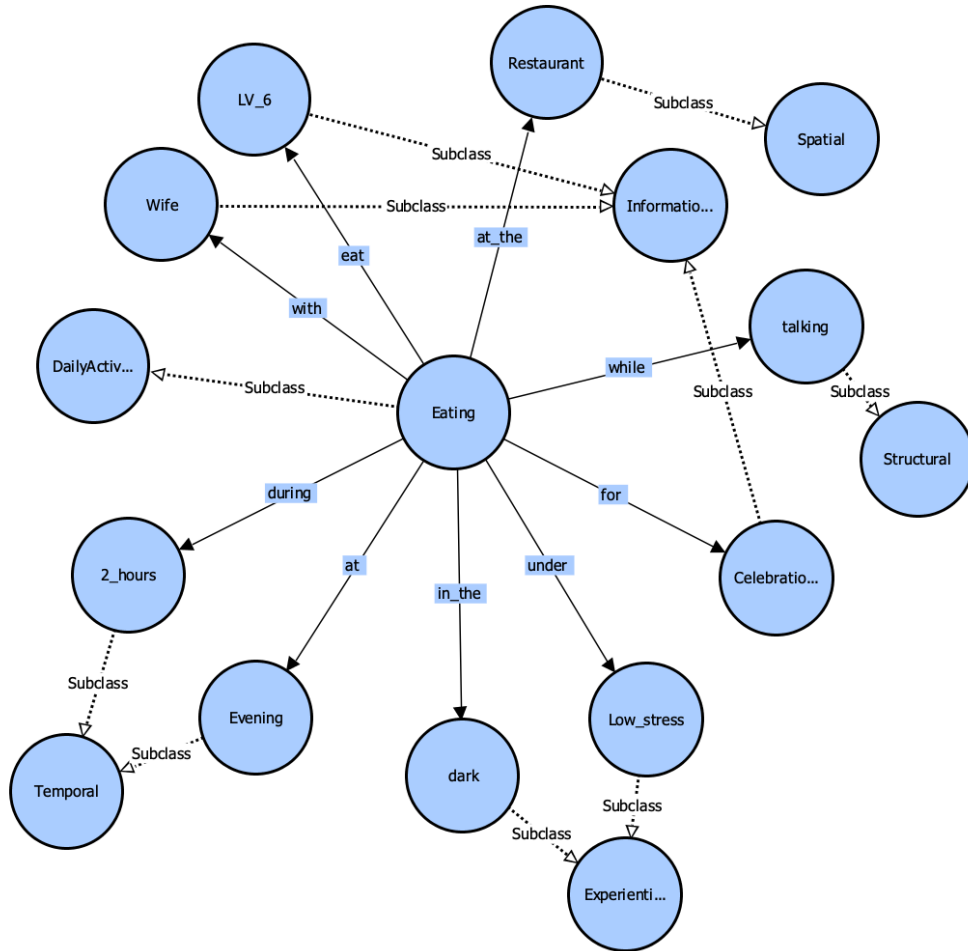 Restaurant
LV_6
Subclass
Spatial
Subclass
Wife
Subclass
Informatio...
at_the
eat
with
talking
DailyActiv...
while
Subclass
Subclass
Subclass
Eating
Structural
during
for
at
under
2_hours
in_the
Celebratio...
Subclass
Evening
Low_stress
Subclass
dark
Temporal
Subclass
Subclass
Experienti...